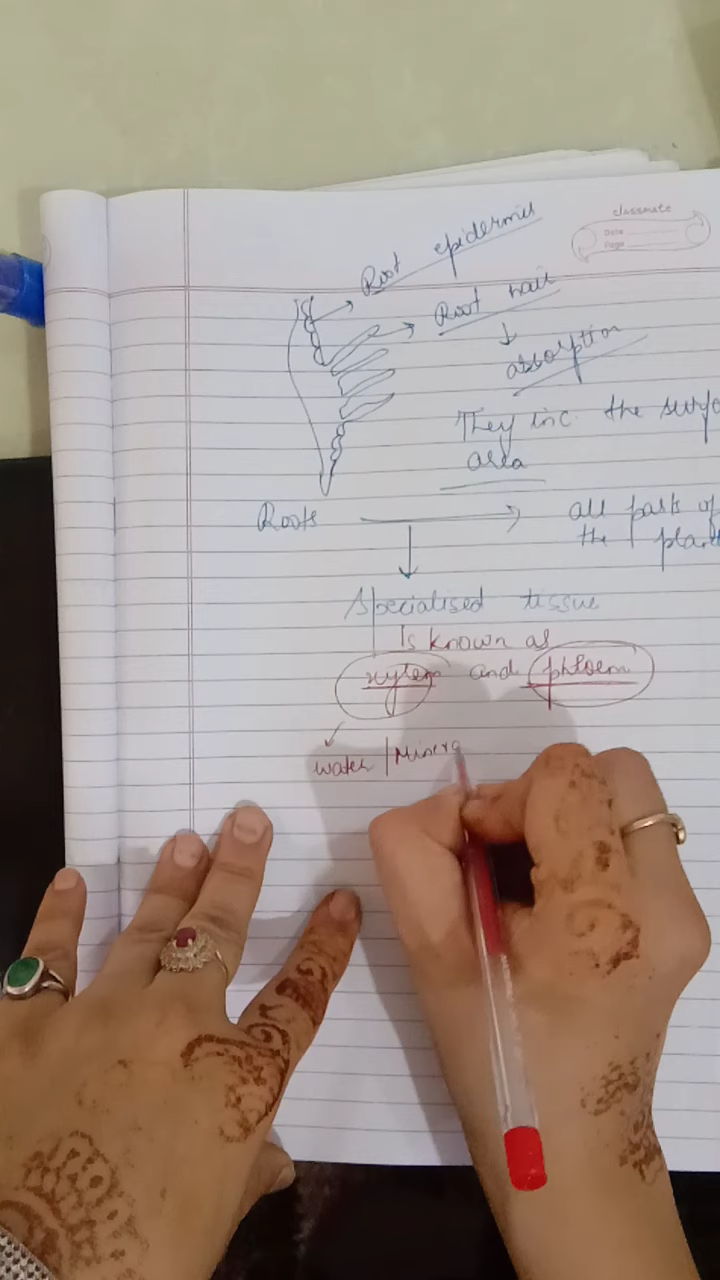 classmate
Date
Page
Root epidermis
Root hair
absorption
They inc. the surfa
area
Roots
all parts of
the plant
Specialised tissue
is known as
xylem and phloem
water | Minera